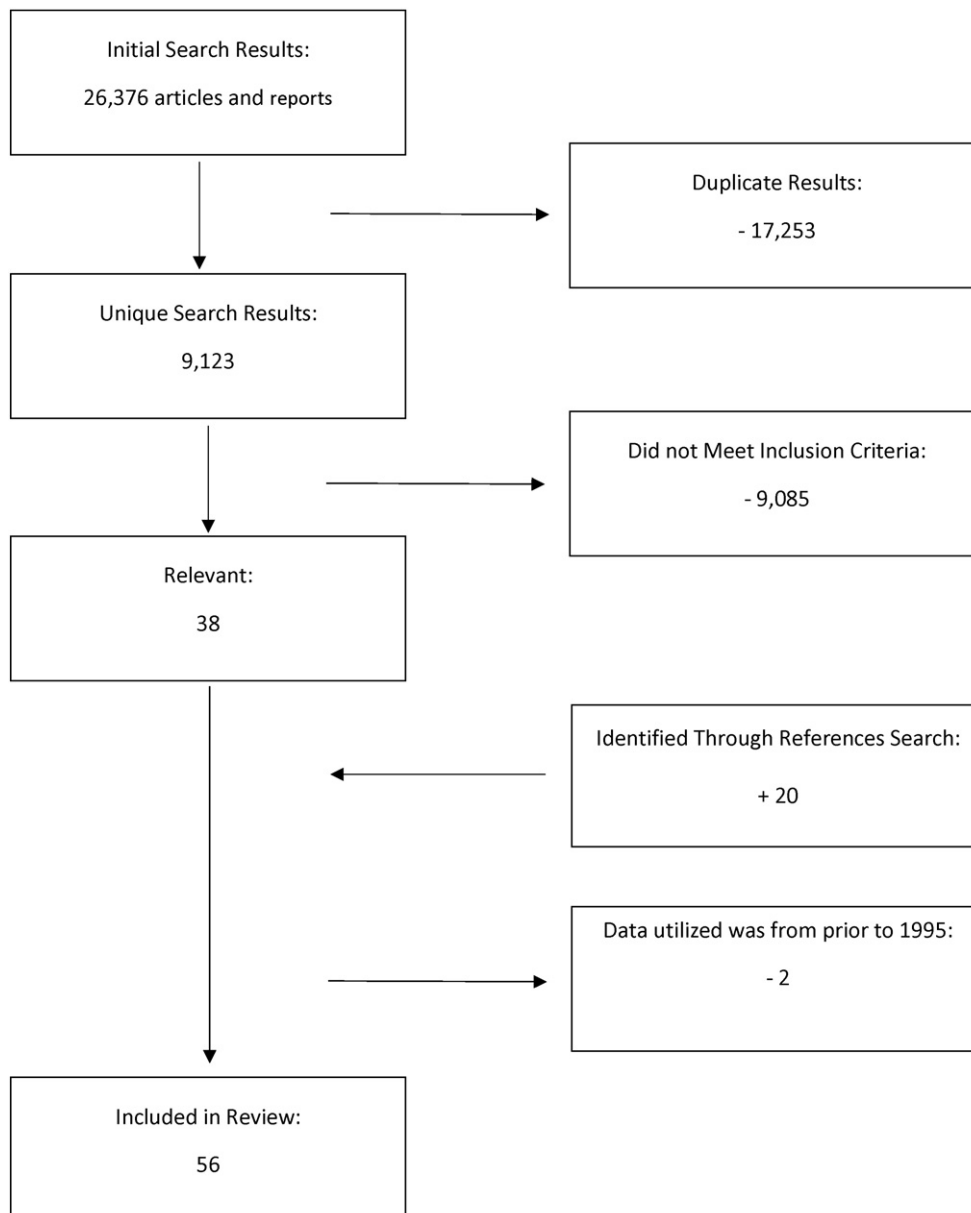 Initial Search Results:
26,376 articles and reports
Duplicate Results:
- 17,253
Unique Search Results:
9,123
Did not Meet Inclusion Criteria:
- 9,085
Relevant:
38
Identified Through References Search:
+ 20
Data utilized was from prior to 1995:
- 2
Included in Review:
56